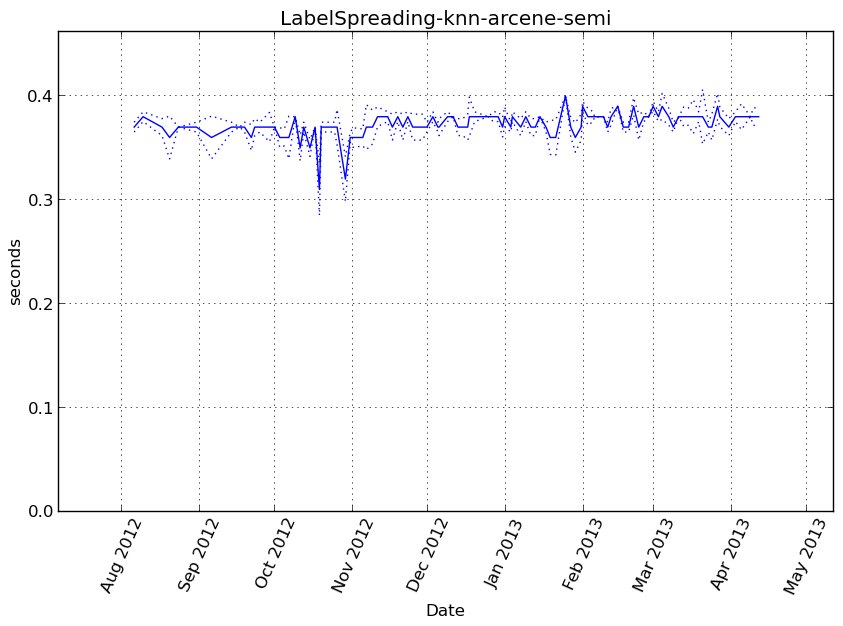 LabelSpreading-knn-arcene-semi
0.4
0.3
0.2
0.1
0.0
seconds
Aug 2012
Sep 2012
Oct 2012
Nov 2012
Dec 2012
Jan 2013
Feb 2013
Mar 2013
Apr 2013
May 2013
Date